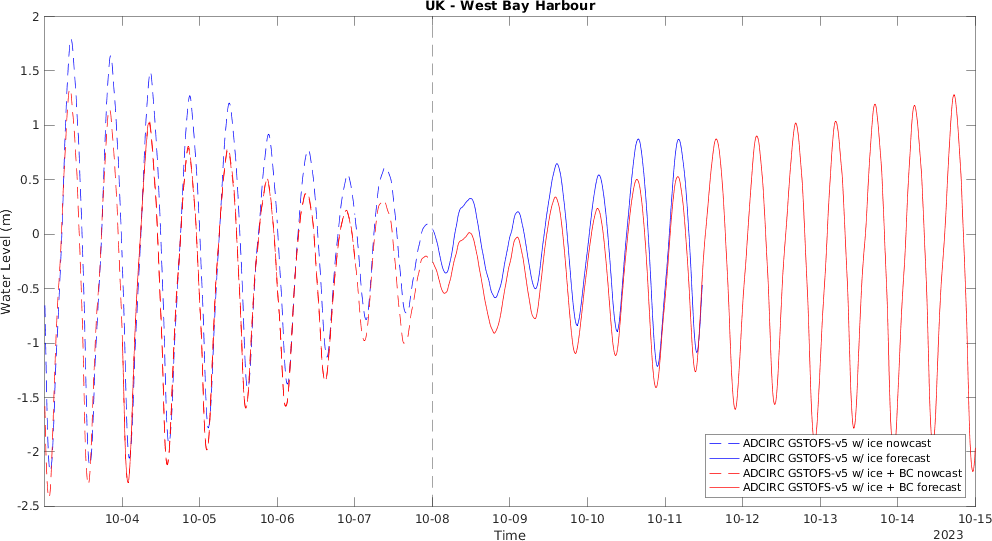 UK - West Bay Harbour
2
1.5
1
0.5
0
-0.5
-1
-1.5
-2
-2.5
Water Level (m)
ADCIRC GSTOFS-v5 w/ ice nowcast
ADCIRC GSTOFS-v5 w/ ice forecast
ADCIRC GSTOFS-v5 w/ ice + BC nowcast
ADCIRC GSTOFS-v5 w/ ice + BC forecast
10-04 10-05 10-06 10-07 10-08 10-09 10-10 10-11 10-12 10-13 10-14 10-15
Time
2023